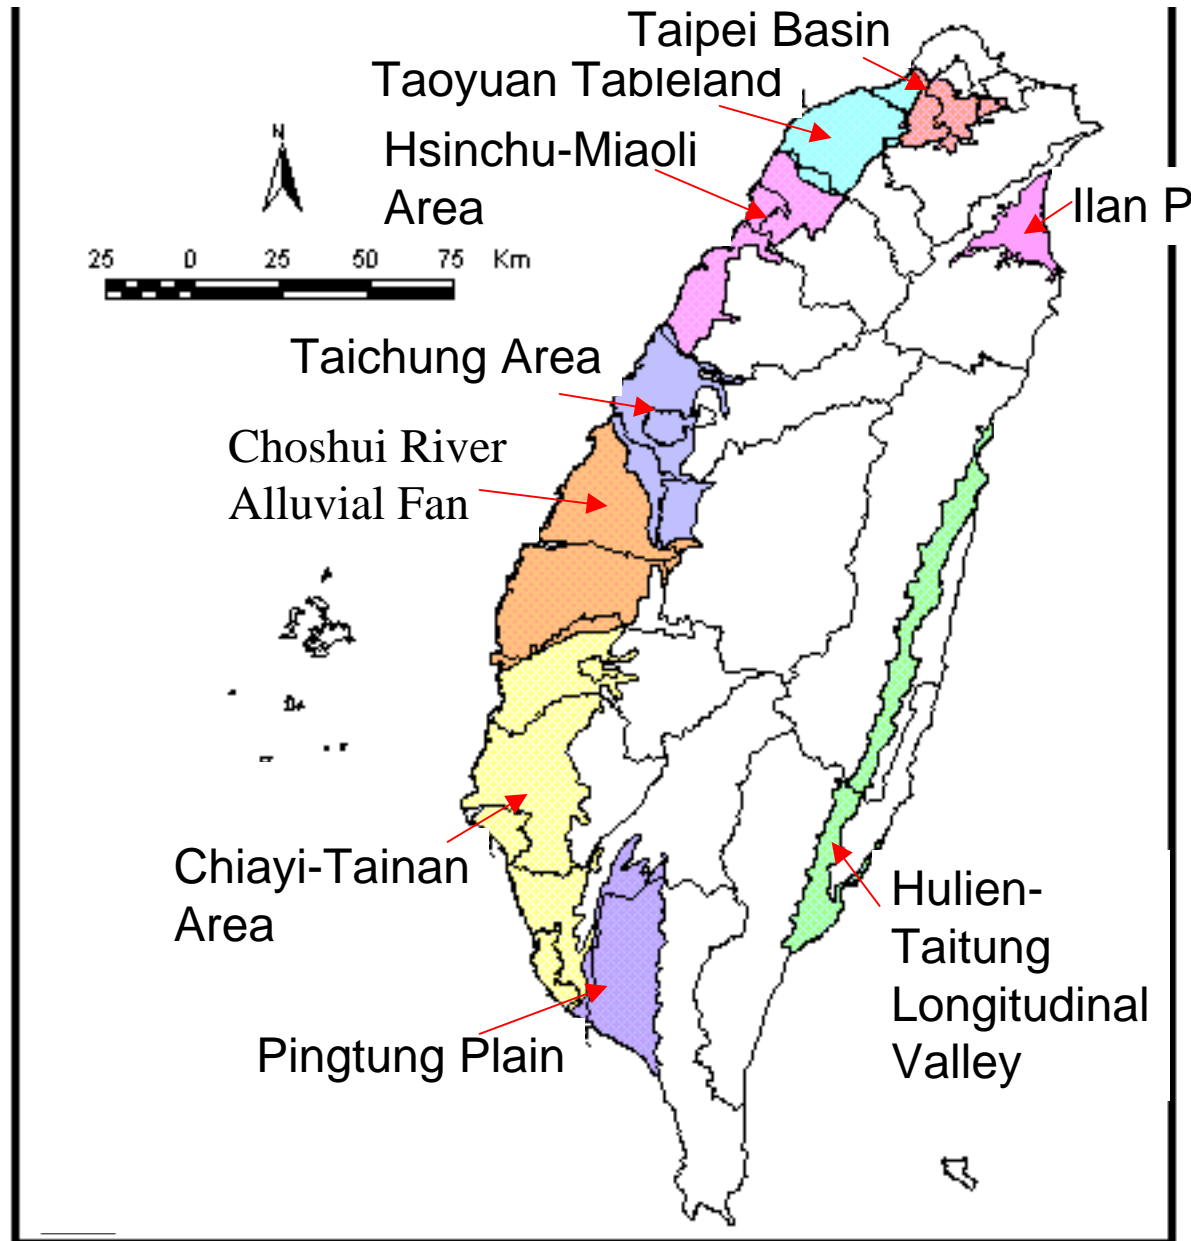 Taipei Basin
Taoyuan Tableland
Hsinchu-Miaoli
Area
N
Ilan P
25 0 25 50 75 Km
Taichung Area
Choshui River
Alluvial Fan
Chiayi-Tainan
Area
Hulien-
Taitung
Longitudinal
Valley
Pingtung Plain